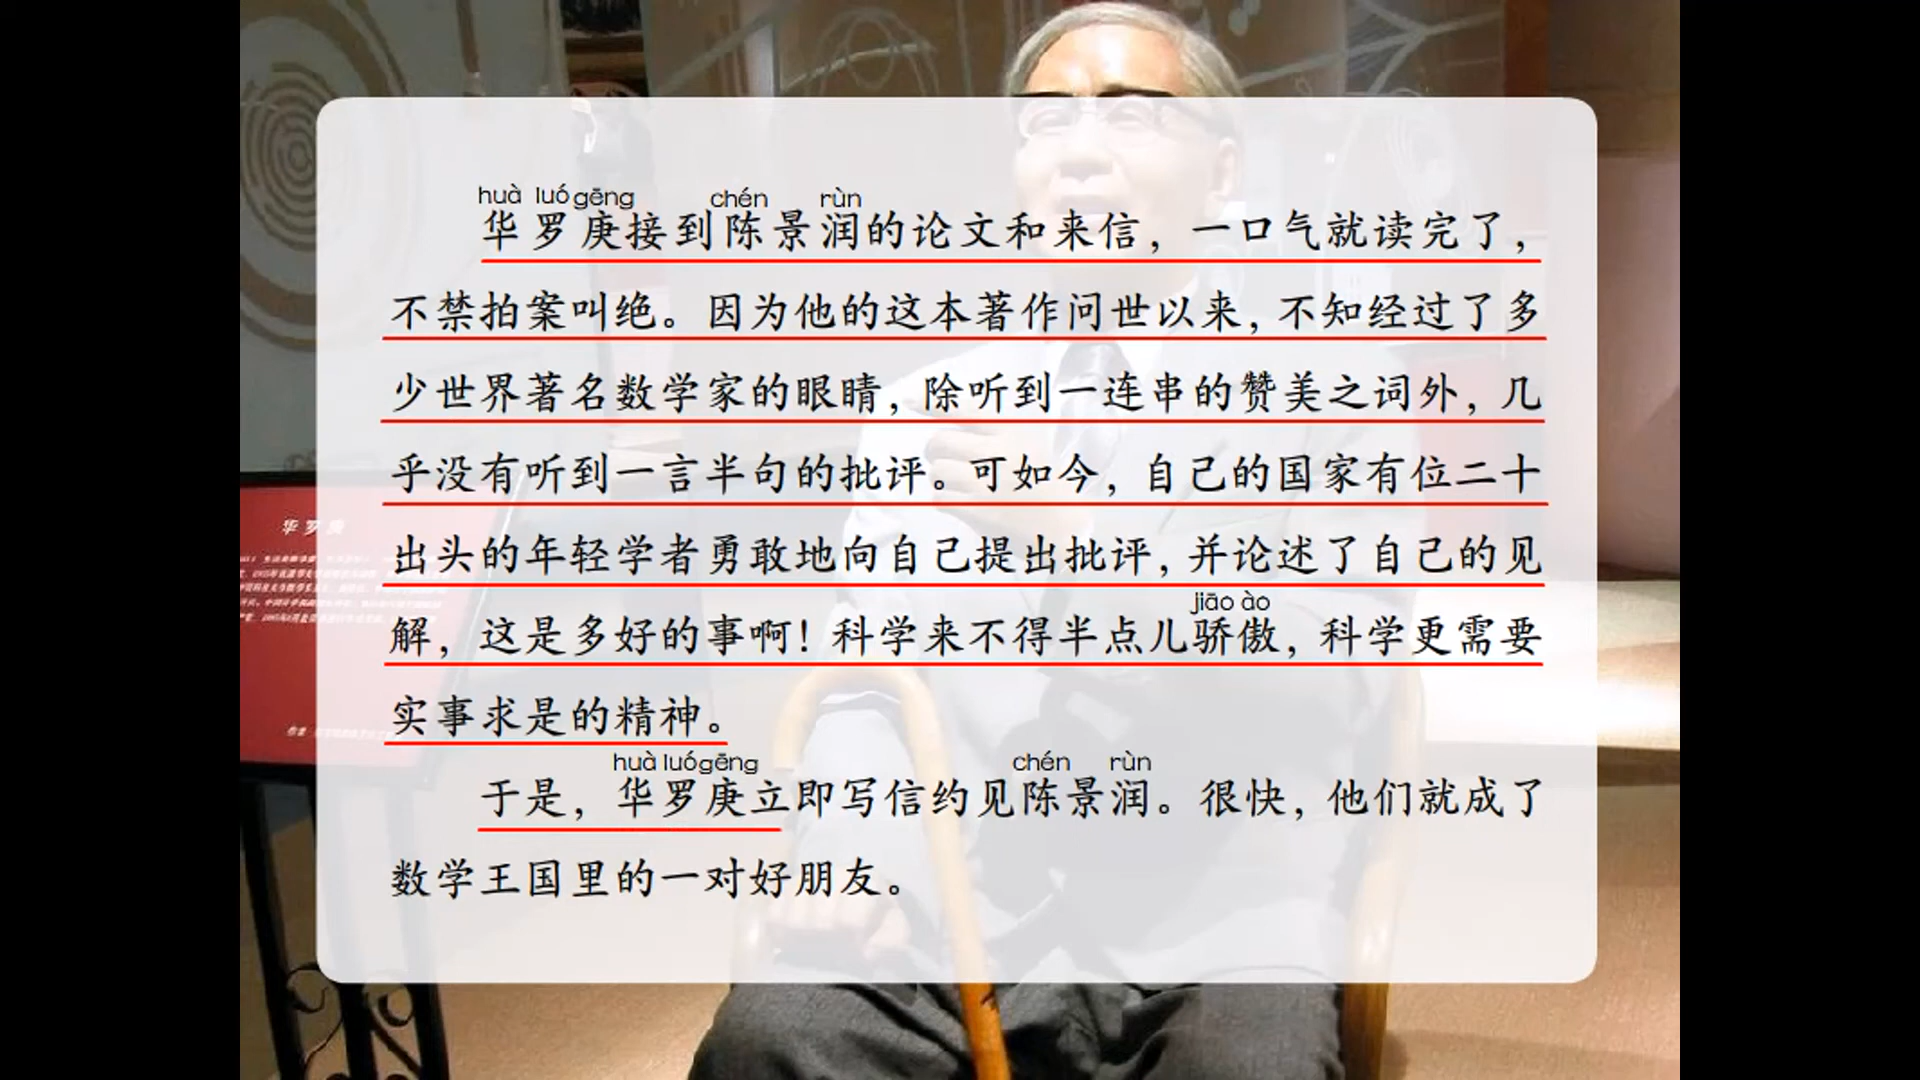 huà luó gēng chén rùn
华罗庚接到陈景润的论文和来信，一口气就读完了，
不禁拍案叫绝。因为他的这本著作问世以来，不知经过了多
少世界著名数学家的眼睛，除听到一连串的赞美之词外，几
乎没有听到一言半句的批评。可如今，自己的国家有位二十
出头的年轻学者勇敢地向自己提出批评，并论述了自己的见
jiāo ào
解，这是多好的事啊！科学来不得半点儿骄傲，科学更需要
实事求是的精神。
huà luó gēng chén rùn
于是，华罗庚立即写信约见陈景润。很快，他们就成了
数学王国里的一对好朋友。
华罗庚